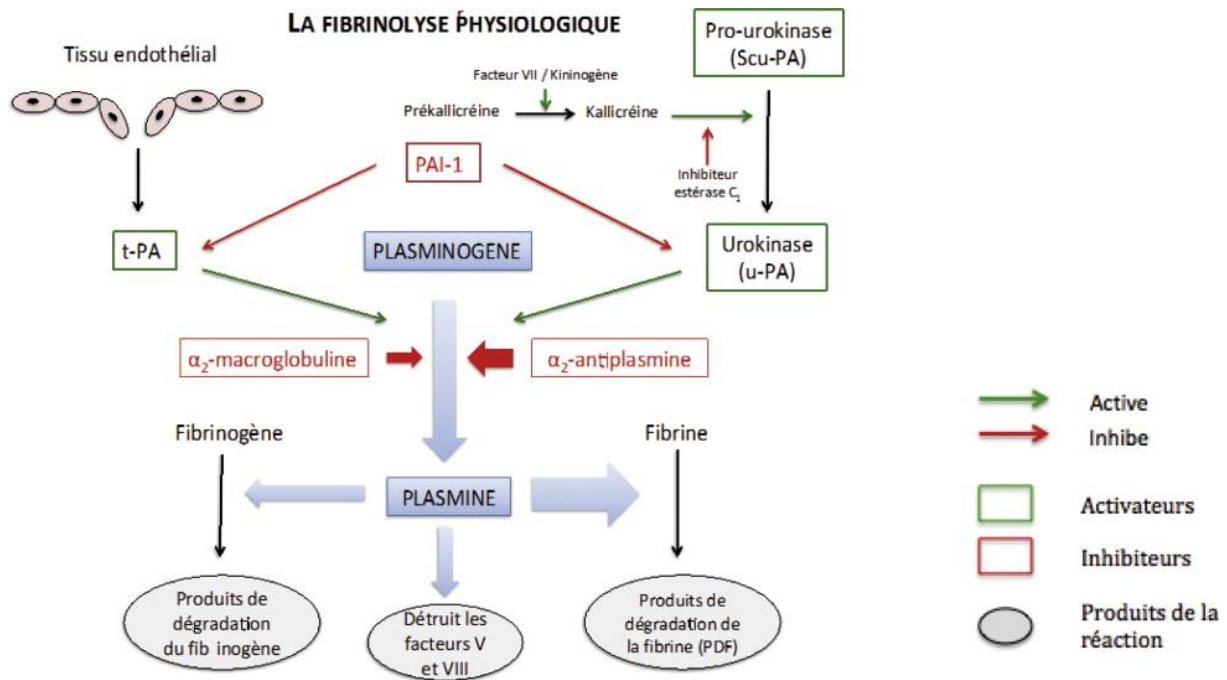 LA FIBRINOLYSE PHYSIOLOGIQUE
Tissu endothélial
Pro-urokinase
(Scu-PA)
Facteur VII / Kininogène
Prékallicréine
Kallicréine
PAI-1
Inhibiteur
estérase C1
t-PA
PLASMINOGENE
Urokinase
(u-PA)
α2-macroglobuline
α2-antiplasmine
Fibrinogène
Fibrine
PLASMINE
Produits de
dégradation
du fib inogène
Détruit les
facteurs V
et VIII
Produits de
dégradation de
la fibrine (PDF)
Active
Inhibe
Activateurs
Inhibiteurs
Produits de la
réaction